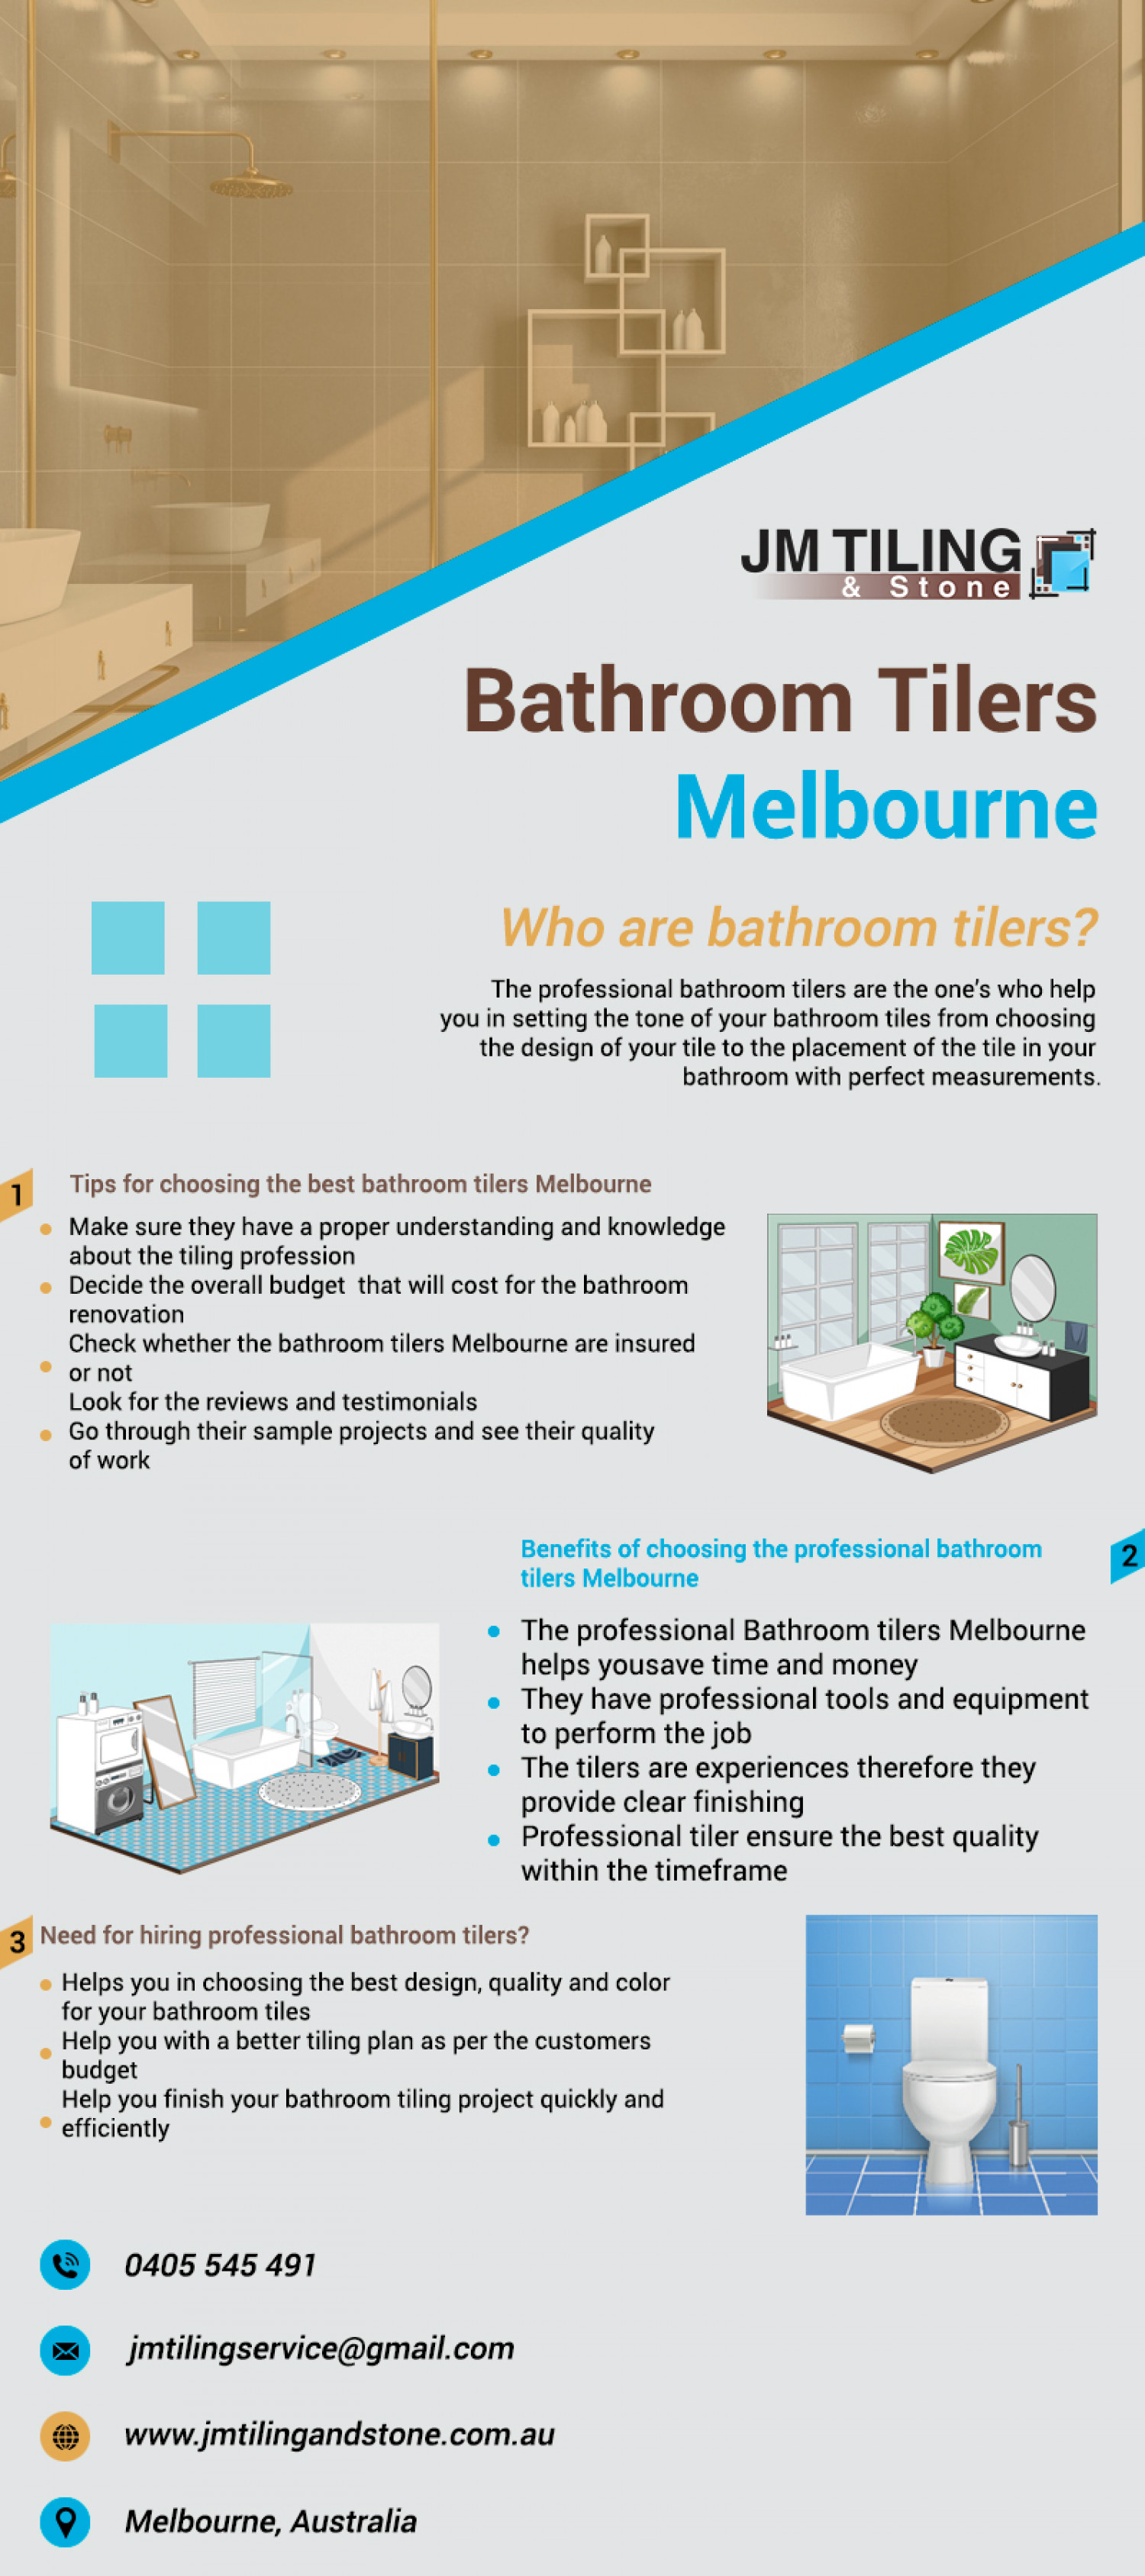 JM TILING
& Stone
Bathroom Tilers
Melbourne
Who are bathroom tilers?
The professional bathroom tilers are the one's who help
you in setting the tone of your bathroom tiles from choosing
the design of your tile to the placement of the tile in your
bathroom with perfect measurements.
1
Tips for choosing the best bathroom tilers Melbourne
Make sure they have a proper understanding and knowledge
about the tiling profession
Decide the overall budget that will cost for the bathroom
renovation
Check whether the bathroom tilers Melbourne are insured
or not
Look for the reviews and testimonials
Go through their sample projects and see their quality
of work
Benefits of choosing the professional bathroom
tilers Melbourne
2
The professional Bathroom tilers Melbourne
helps yousave time and money
They have professional tools and equipment
to perform the job
The tilers are experiences therefore they
provide clear finishing
Professional tiler ensure the best quality
within the timeframe
3
Need for hiring professional bathroom tilers?
Helps you in choosing the best design, quality and color
for your bathroom tiles
Help you with a better tiling plan as per the customers
budget
Help you finish your bathroom tiling project quickly and
efficiently
0405 545 491
jmtilingservice@gmail.com
www.jmtilingandstone.com.au
Melbourne, Australia